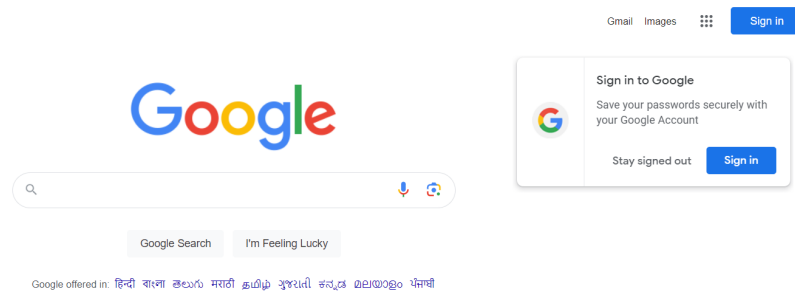 Gmail Images Sign in
Google
Sign in to Google
Save your passwords securely with
your Google Account
Stay signed out Sign in
Google Search I'm Feeling Lucky
Google offered in: हिन्दी বাংলা తెలుగు मराठी தமிழ் ગુજરાતી ಕನ್ನಡ മലയാളം ਪੰਜਾਬੀ